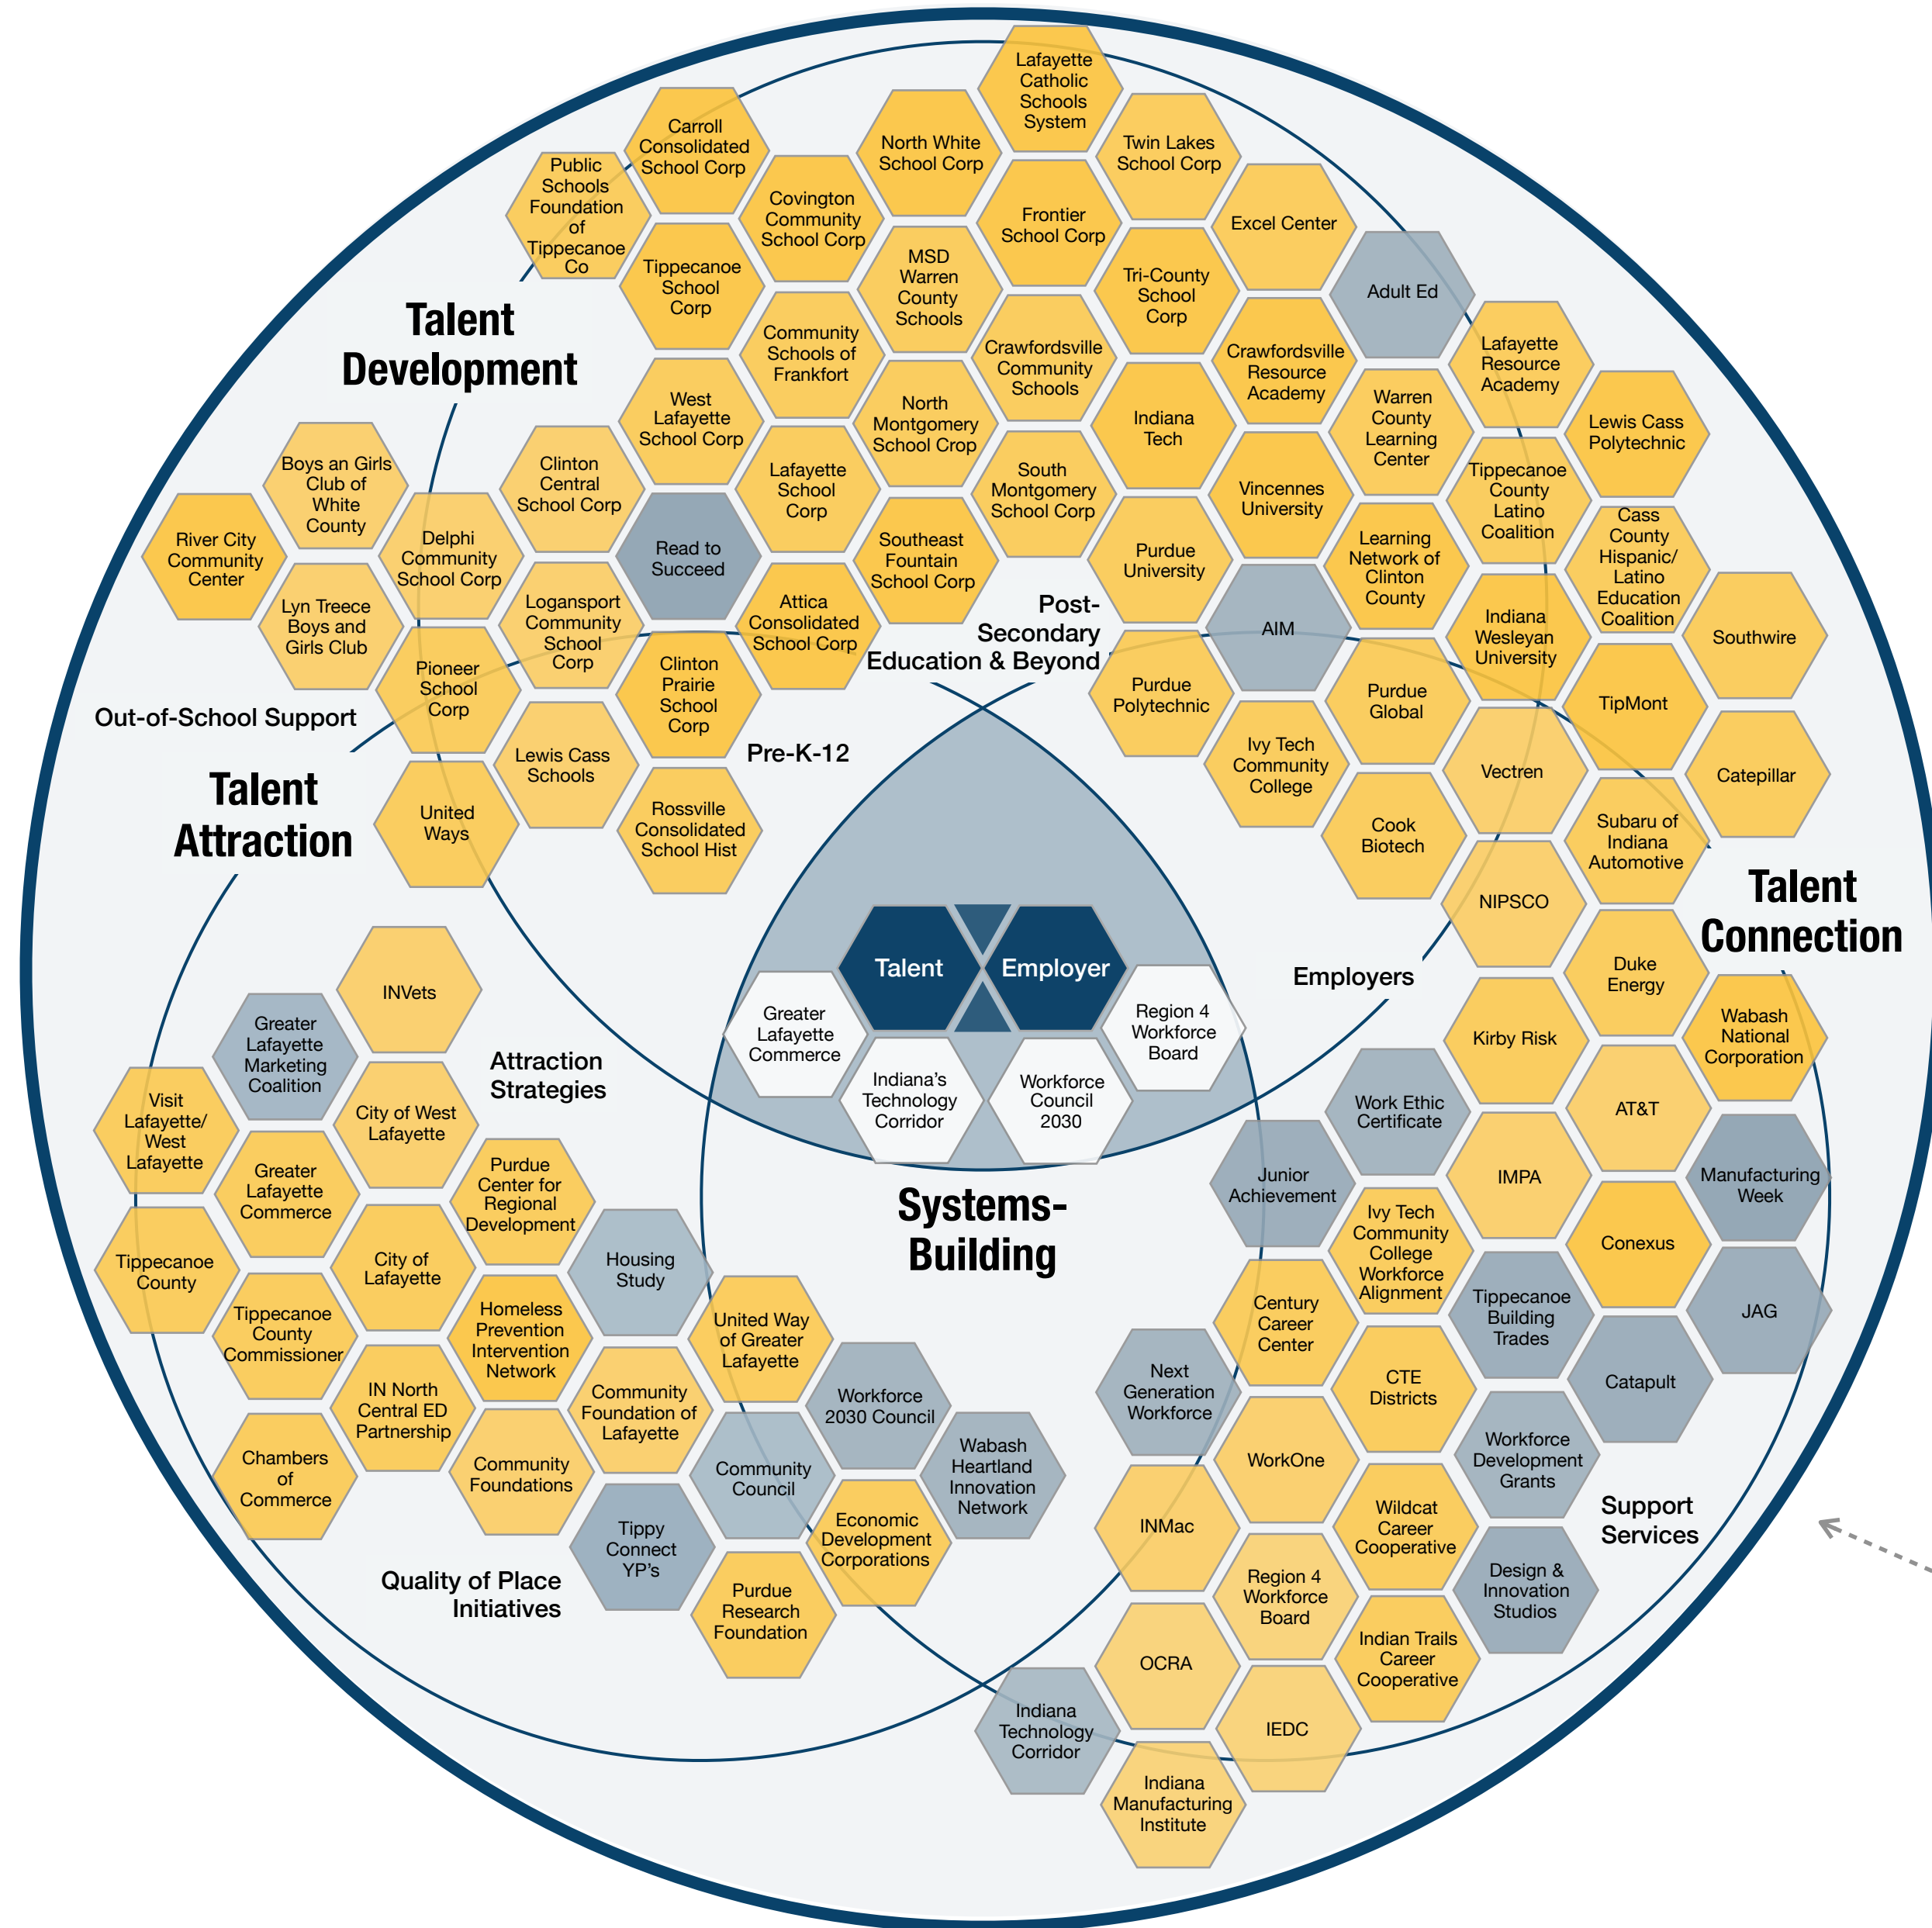 Lafayette
Catholic
Schools
System
Carroll
Consolidated
School Corp
North White
School Corp
Twin Lakes
School Corp
Public
Schools
Foundation
of
Tippecanoe
Co
Covington
Community
School Corp
Frontier
School Corp
Excel Center
Tippecanoe
School
Corp
MSD
Warren
County
Schools
Tri-County
School
Corp
Adult Ed
Talent
Development
Community
Schools of
Frankfort
Crawfordsville
Community
Schools
Crawfordsville
Resource
Academy
Lafayette
Resource
Academy
West
Lafayette
School Corp
North
Montgomery
School Crop
Indiana
Tech
Warren
County
Learning
Center
Lewis Cass
Polytechnic
Boys an Girls
Club of
White
County
Clinton
Central
School Corp
Lafayette
School
Corp
South
Montgomery
School Corp
Vincennes
University
Tippecanoe
County
Latino
Coalition
River City
Community
Center
Delphi
Community
School Corp
Read to
Succeed
Southeast
Fountain
School Corp
Purdue
University
Learning
Network of
Clinton
County
Cass
County
Hispanic/
Latino
Education
Coalition
Lyn Treece
Boys and
Girls Club
Logansport
Community
School
Corp
Attica
Consolidated
School Corp
Post-
Secondary
Education & Beyond
AIM
Indiana
Wesleyan
University
Southwire
Pioneer
School
Corp
Clinton
Prairie
School
Corp
Purdue
Polytechnic
Purdue
Global
TipMont
Out-of-School Support
Lewis Cass
Schools
Pre-K-12
Ivy Tech
Community
College
Vectren
Catepillar
Talent
Attraction
United
Ways
Rossville
Consolidated
School Hist
Cook
Biotech
Subaru of
Indiana
Automotive
NIPSCO
Talent
Connection
Talent
Employer
Employers
Duke
Energy
INVets
Greater
Lafayette
Commerce
Region 4
Workforce
Board
Kirby Risk
Wabash
National
Corporation
Greater
Lafayette
Marketing
Coalition
Attraction
Strategies
Indiana's
Technology
Corridor
Workforce
Council
2030
Work Ethic
Certificate
AT&T
Visit
Lafayette/
West
Lafayette
City of West
Lafayette
Junior
Achievement
IMPA
Manufacturing
Week
Greater
Lafayette
Commerce
Purdue
Center for
Regional
Development
Systems-
Building
Ivy Tech
Community
College
Workforce
Alignment
Conexus
Tippecanoe
County
City of
Lafayette
Housing
Study
Century
Career
Center
Tippecanoe
Building
Trades
JAG
Tippecanoe
County
Commissioner
Homeless
Prevention
Intervention
Network
United Way
of Greater
Lafayette
Next
Generation
Workforce
CTE
Districts
Catapult
IN North
Central ED
Partnership
Community
Foundation of
Lafayette
Workforce
2030 Council
WorkOne
Workforce
Development
Grants
Chambers
of
Commerce
Community
Foundations
Community
Council
Wabash
Heartland
Innovation
Network
INMac
Wildcat
Career
Cooperative
Support
Services
Tippy
Connect
YP's
Economic
Development
Corporations
Region 4
Workforce
Board
Design &
Innovation
Studios
Quality of Place
Initiatives
Purdue
Research
Foundation
OCRA
Indian Trails
Career
Cooperative
Indiana
Technology
Corridor
IEDC
Indiana
Manufacturing
Institute